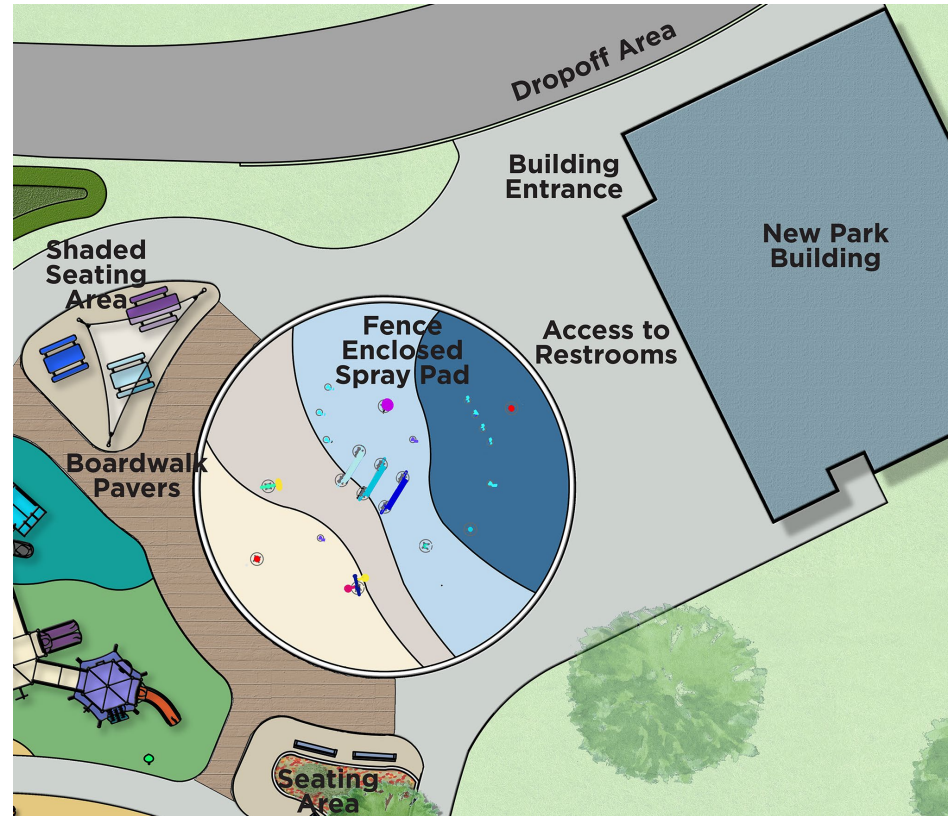 Dropoff Area
Building
Entrance
New Park
Building
Shaded
Seating
Area
Fence
Enclosed
Spray Pad
Access to
Restrooms
Boardwalk
Pavers
Seating
Area